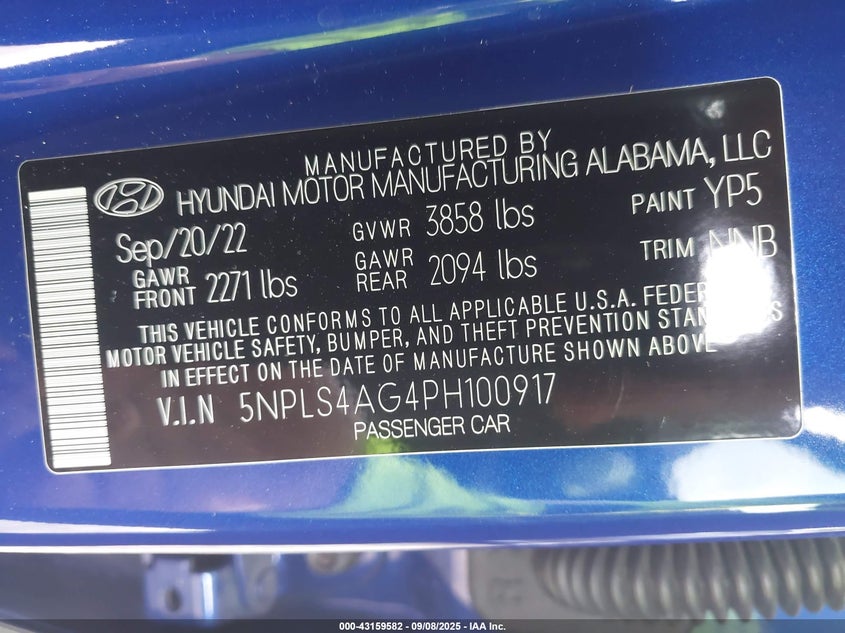 MANUFACTURED BY
HYUNDAI MOTOR MANUFACTURING ALABAMA, LLC
Sep/20/22 GVWR 3858 lbs PAINT YP5
GAWR FRONT 2271 lbs GAWR REAR 2094 lbs TRIM NNB
THIS VEHICLE CONFORMS TO ALL APPLICABLE U.S.A. FEDER
MOTOR VEHICLE SAFETY, BUMPER, AND THEFT PREVENTION STANDARDS
IN EFFECT ON THE DATE OF MANUFACTURE SHOWN ABOVE
V.I.N 5NPLS4AG4PH100917
PASSENGER CAR
000-43159582 - 09/08/2025 - IAA Inc.